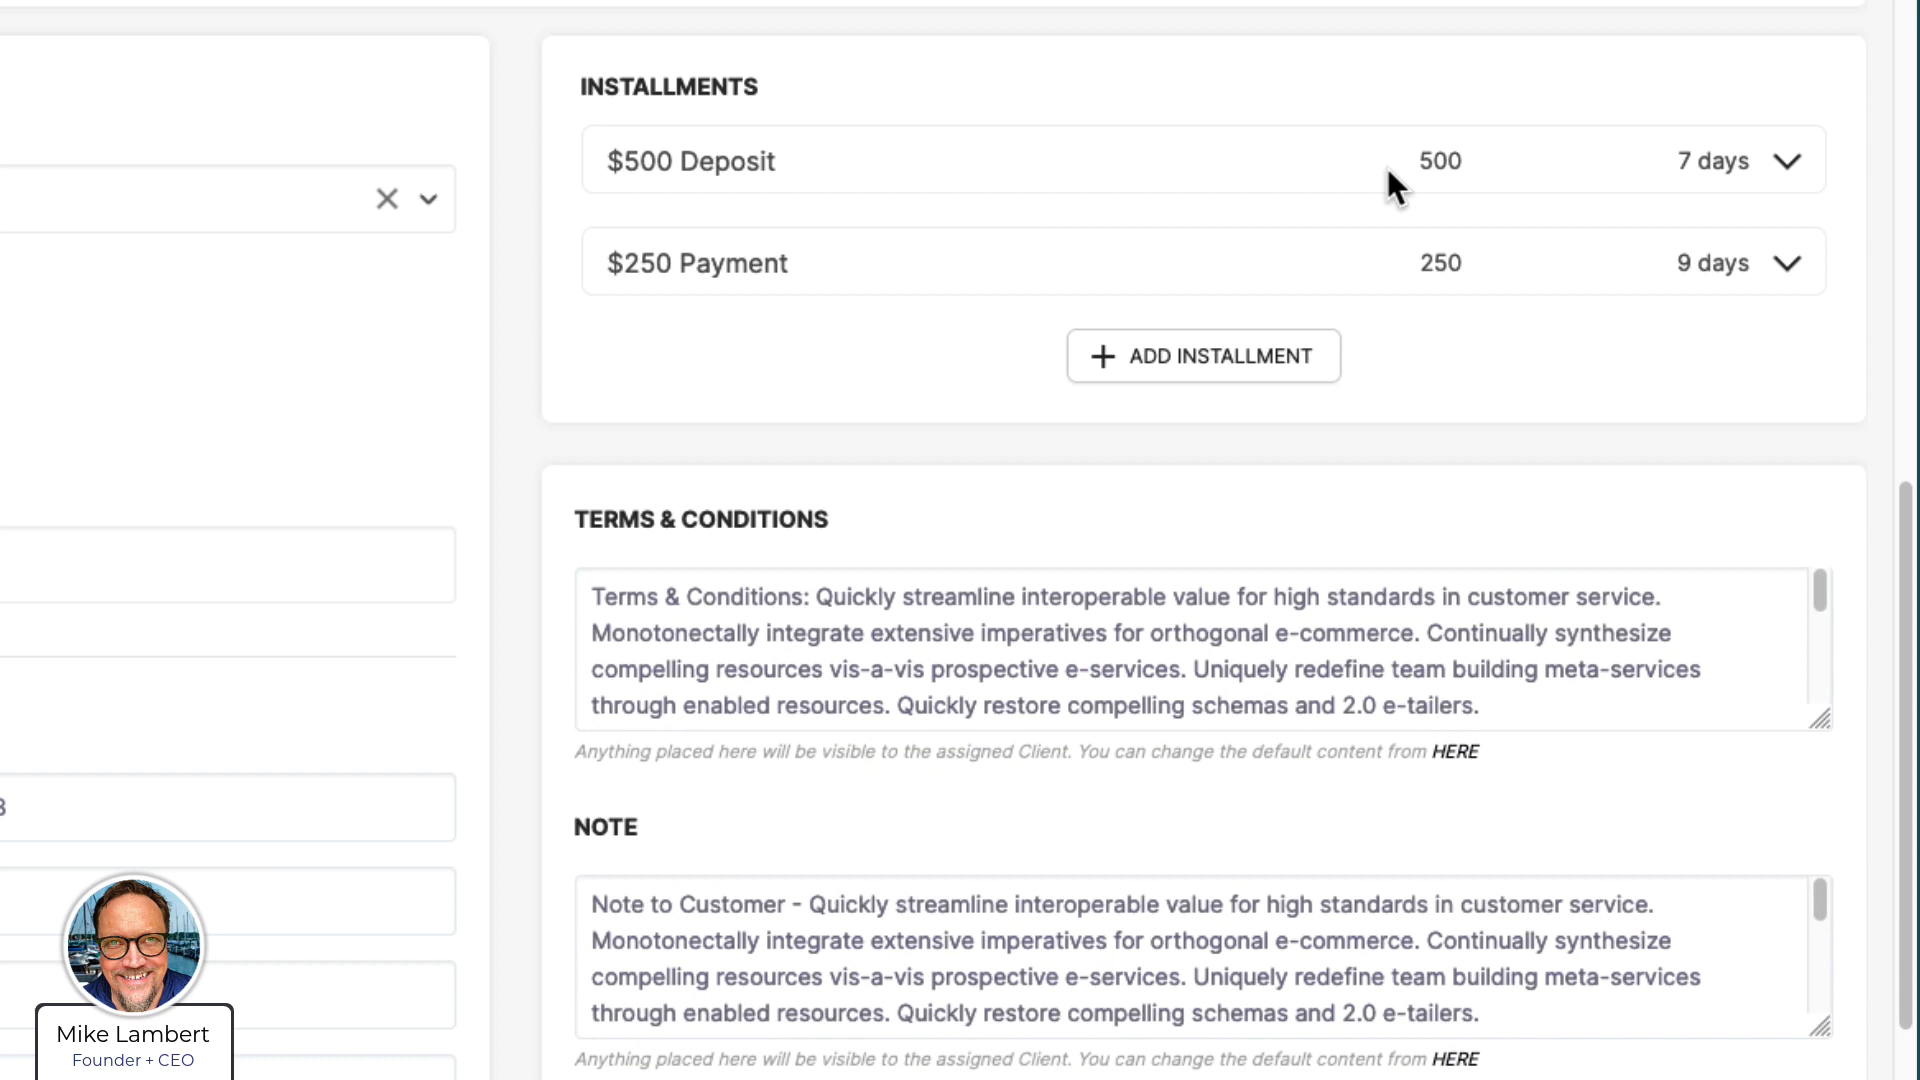 INSTALLMENTS
$500 Deposit 500 7 days
$250 Payment 250 9 days
+ ADD INSTALLMENT
TERMS & CONDITIONS
Terms & Conditions: Quickly streamline interoperable value for high standards in customer service.
Monotonectally integrate extensive imperatives for orthogonal e-commerce. Continually synthesize
compelling resources vis-a-vis prospective e-services. Uniquely redefine team building meta-services
through enabled resources. Quickly restore compelling schemas and 2.0 e-tailers.
Anything placed here will be visible to the assigned Client. You can change the default content from HERE
NOTE
Note to Customer - Quickly streamline interoperable value for high standards in customer service.
Monotonectally integrate extensive imperatives for orthogonal e-commerce. Continually synthesize
compelling resources vis-a-vis prospective e-services. Uniquely redefine team building meta-services
through enabled resources. Quickly restore compelling schemas and 2.0 e-tailers.
Anything placed here will be visible to the assigned Client. You can change the default content from HERE
Mike Lambert
Founder + CEO